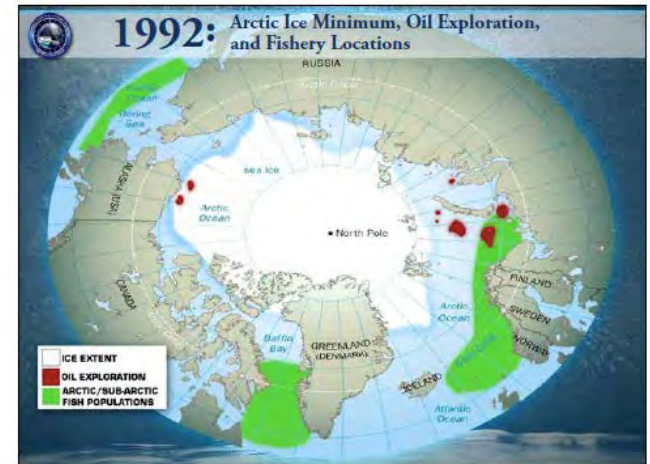 1992: Arctic Ice Minimum, Oil Exploration,
and Fishery Locations
RUSSIA
Bering
Sea
ALASKA (USA)
sea ice
Arctic
Ocean
North Pole
CANADA
FINLAND
SWEDEN
NORWAY
Arctic
Ocean
Baffin
Bay
GREENLAND
(DENMARK)
ICELAND
Atlantic
Ocean
ICE EXTENT
OIL EXPLORATION
ARCTIC/SUB-ARCTIC
FISH POPULATIONS